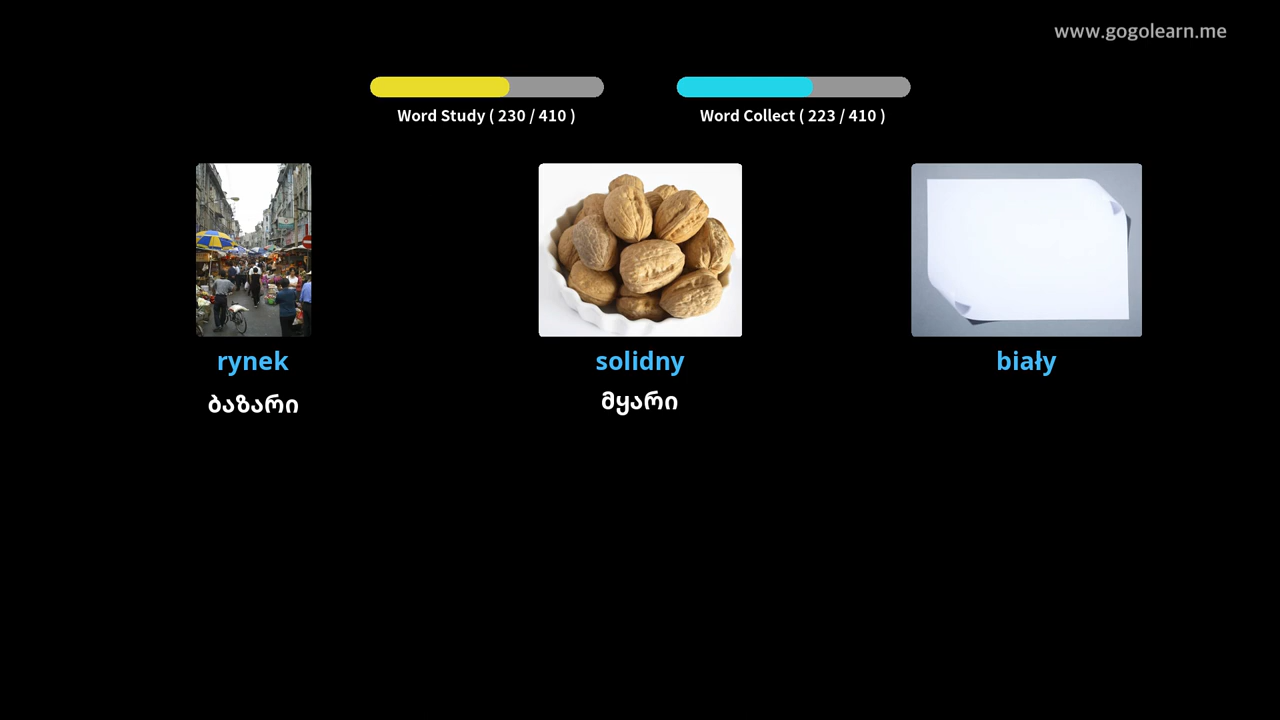 www.gogolearn.me
Word Study ( 230 / 410 )
Word Collect ( 223 / 410 )
rynek
solidny
biały
ბაზარი
მყარი